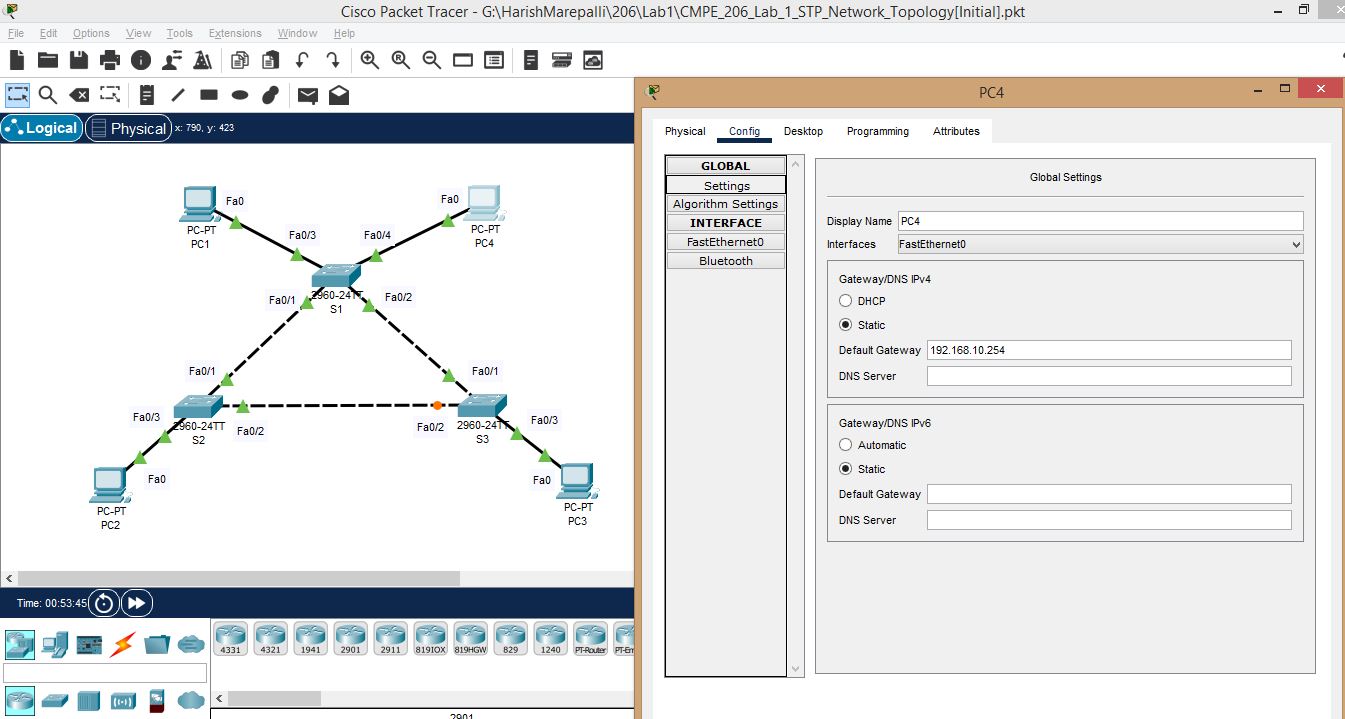 Cisco Packet Tracer - G:\HarishMarepalli\206\Lab1\CMPE_206_Lab_1_STP_Network_Topology[Initial].pkt
File Edit Options View Tools Extensions Window Help
Logical Physical x: 790, y: 423
Fa0
PC-PT
PC1
Fa0
PC-PT
PC4
Fa0/3
Fa0/4
Fa0/1
2960-24TT
S1
Fa0/2
Fa0/1
Fa0/1
Fa0/3
2960-24TT
S2
Fa0/2
Fa0/2
2960-24TT
S3
Fa0/3
Fa0
PC-PT
PC2
Fa0
PC-PT
PC3
Time: 00:53:45
4331 4321 1941 2901 2911 819IOX 819HGW 829 1240 PT-Router
2901
PC4
Physical Config Desktop Programming Attributes
GLOBAL
Settings
Algorithm Settings
INTERFACE
FastEthernet0
Bluetooth
Global Settings
Display Name PC4
Interfaces FastEthernet0
Gateway/DNS IPv4
DHCP
Static
Default Gateway 192.168.10.254
DNS Server
Gateway/DNS IPv6
Automatic
Static
Default Gateway
DNS Server